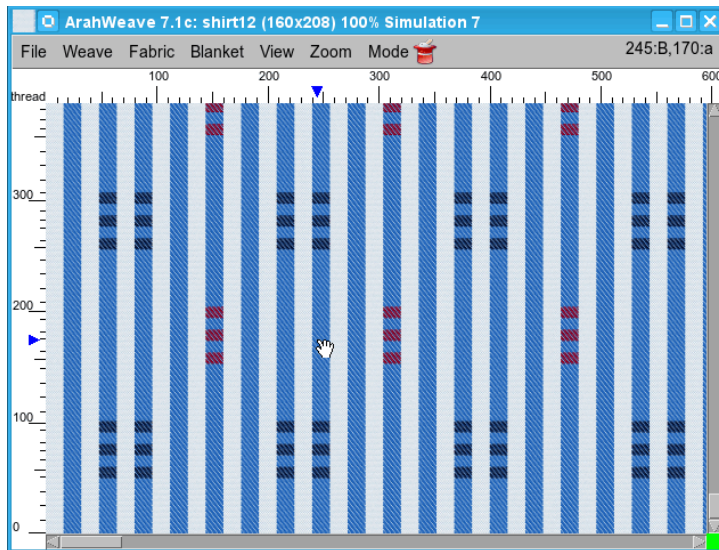 ArahWeave 7.1c: shirt12 (160x208) 100% Simulation 7
File Weave Fabric Blanket View Zoom Mode 245:B,170:a
100 200 300 400 500 600
thread
300
200
100
0